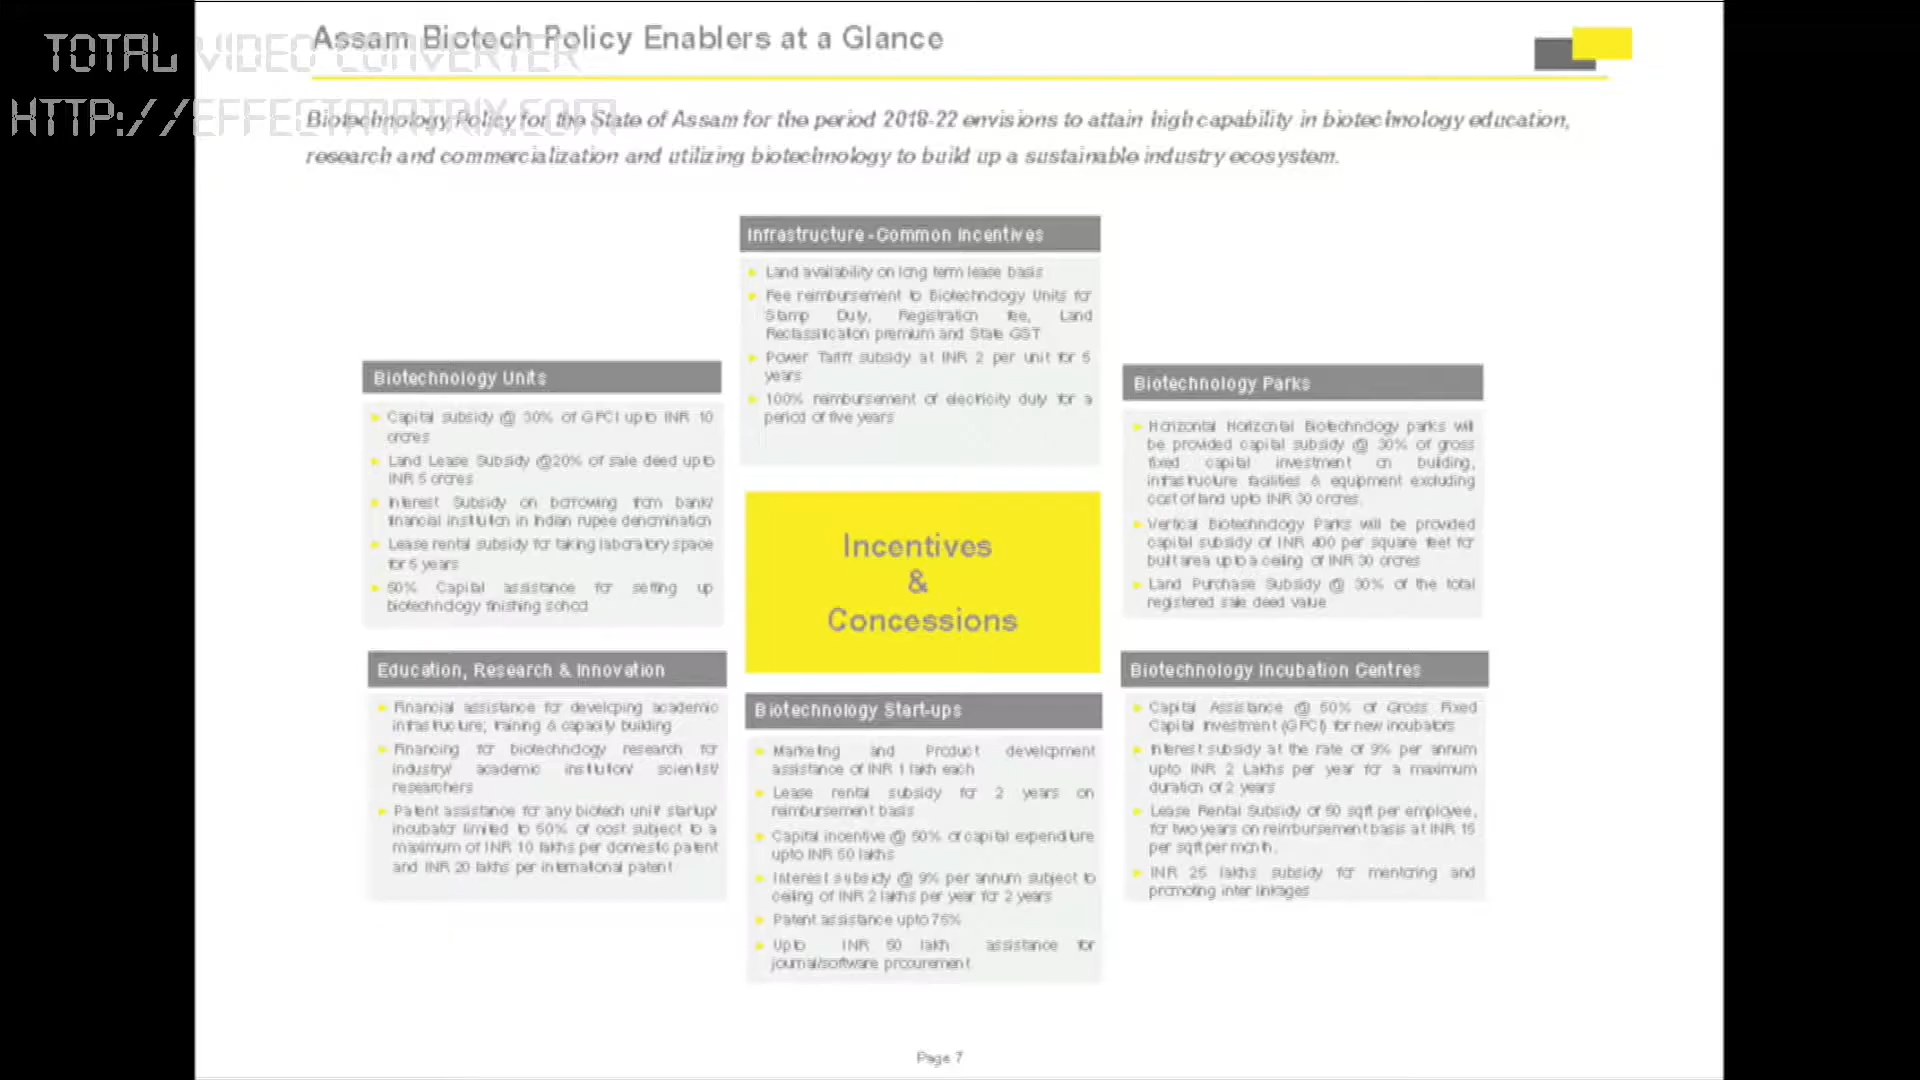 TOTAL VIDEO CONVERTER
HTTP://EFFECTMATRIX.COM
Assam Biotech Policy Enablers at a Glance
Biotechnology Policy for the State of Assam for the period 2018-22 envisions to attain high capability in biotechnology education,
research and commercialization and utilizing biotechnology to build up a sustainable industry ecosystem.
Infrastructure - Common Incentives
Land availability on long term lease basis
Fee reimbursement to Biotechnology Units for
Stamp Duty, Registration fee, Land
Reclassification premium and State GST
Power Tariff subsidy at INR 2 per unit for 5
years
100% reimbursement of electricity duty for a
period of five years
Biotechnology Units
Capital subsidy @ 30% of GFCI upto INR 10
crores
Land Lease Subsidy @20% of sale deed upto
INR 5 crores
Interest Subsidy on borrowing from bank/
financial institution in Indian rupee denomination
Lease rental subsidy for taking laboratory space
for 5 years
50% Capital assistance for setting up
biotechnology finishing school
Biotechnology Parks
Horizontal Horizontal Biotechnology parks will
be provided capital subsidy @ 30% of gross
fixed capital investment on building,
infrastructure facilities & equipment excluding
cost of land upto INR 30 crores.
Vertical Biotechnology Parks will be provided
capital subsidy of INR 400 per square feet for
built area upto a ceiling of INR 30 crores
Land Purchase Subsidy @ 30% of the total
registered sale deed value
Incentives
&
Concessions
Education, Research & Innovation
Financial assistance for developing academic
infrastructure; training & capacity building
Financing for biotechnology research for
industry/ academic institution/ scientist/
researchers
Patent assistance for any biotech unit/ startup/
incubator limited to 50% of cost subject to a
maximum of INR 10 lakhs per domestic patent
and INR 20 lakhs per international patent
Biotechnology Start-ups
Marketing and Product development
assistance of INR 1 lakh each
Lease rental subsidy for 2 years on
reimbursement basis
Capital incentive @ 50% of capital expenditure
upto INR 50 lakhs
Interest subsidy @ 9% per annum subject to
ceiling of INR 2 lakhs per year for 2 years
Patent assistance upto 75%
Upto INR 50 lakh assistance for
journal/software procurement
Biotechnology Incubation Centres
Capital Assistance @ 50% of Gross Fixed
Capital Investment (GFCI) for new incubators
Interest subsidy at the rate of 9% per annum
upto INR 2 Lakhs per year for a maximum
duration of 2 years
Lease Rental Subsidy of 50 sqft per employee,
for two years on reimbursement basis at INR 15
per sqft per month.
INR 25 lakhs subsidy for mentoring and
promoting inter linkages
Page 7